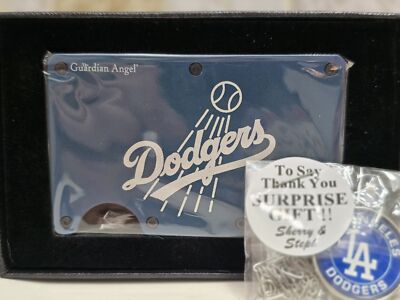 Guardian Angel®
Dodgers
To Say
Thank You
SURPRISE
GIFT !!
Sherry &
Steph
LA
DODGERS